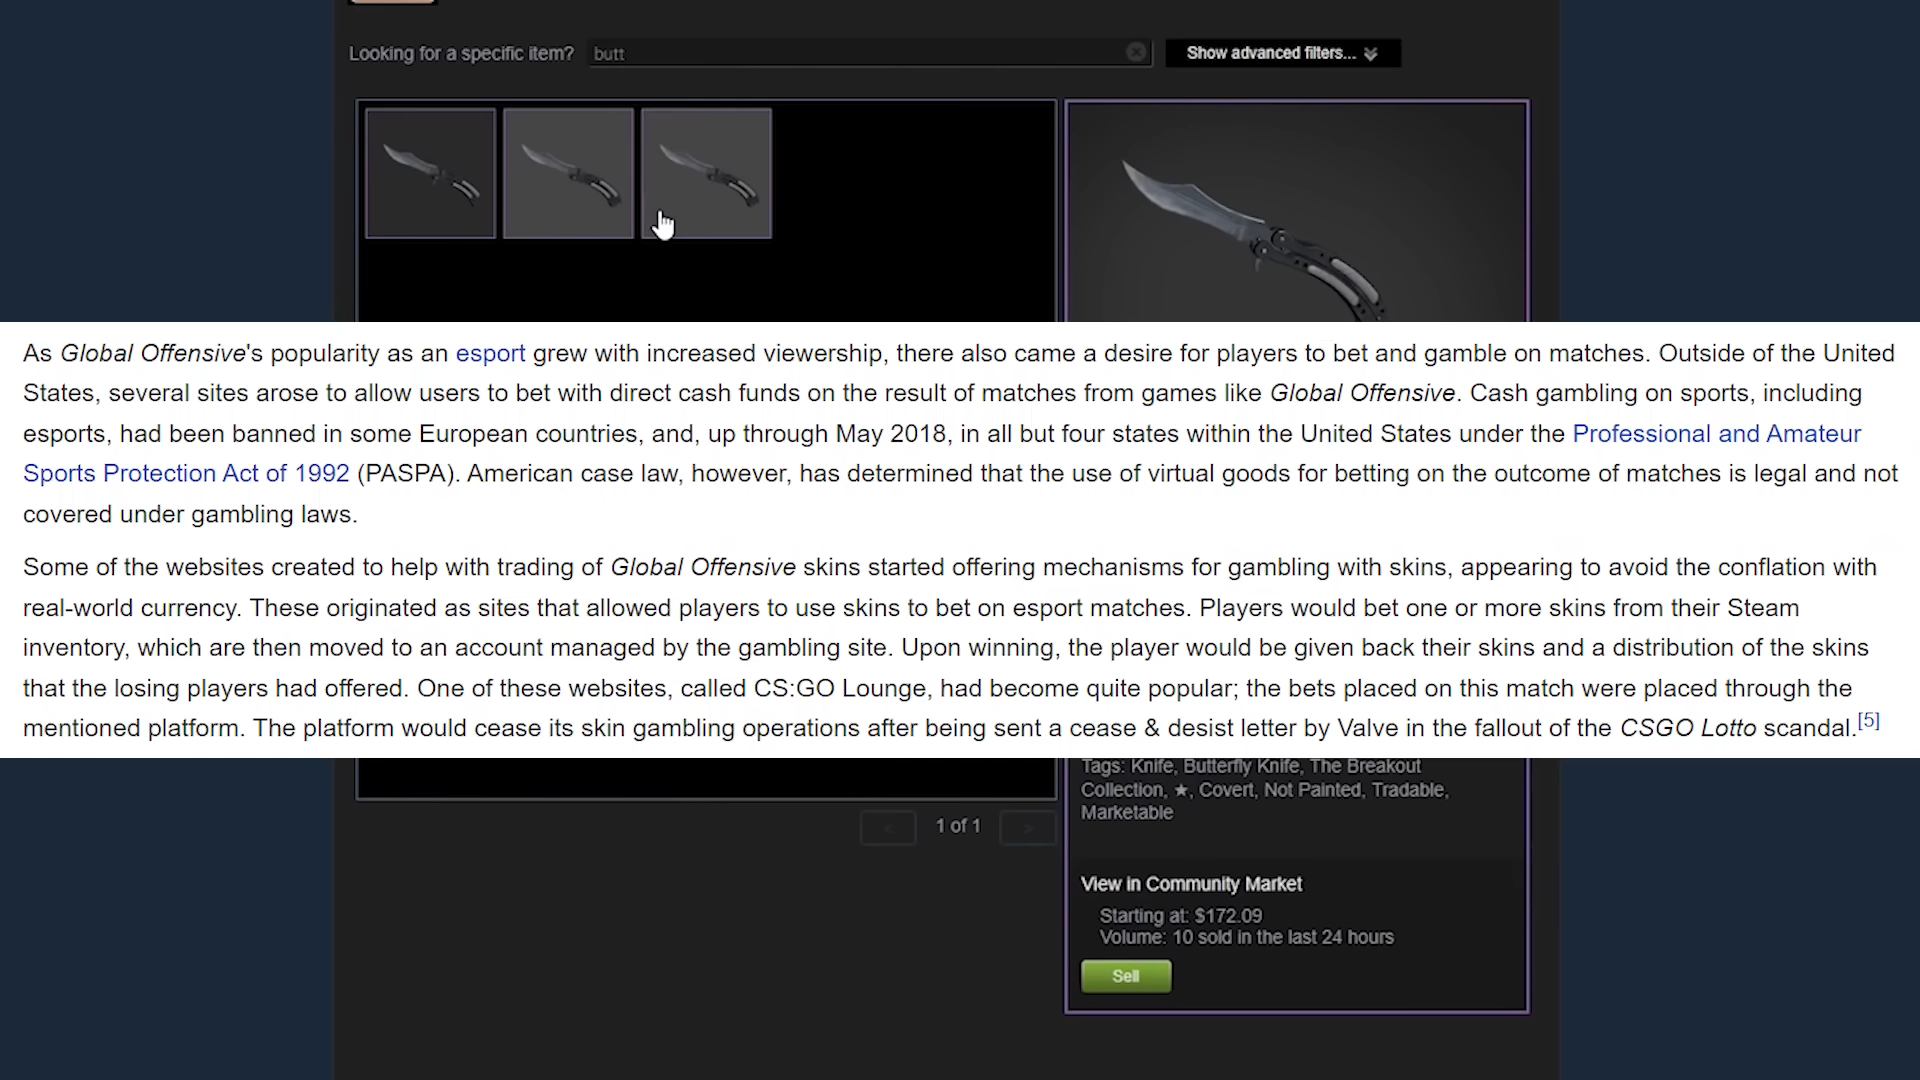 Looking for a specific item? butt Show advanced filters...
As Global Offensive's popularity as an esport grew with increased viewership, there also came a desire for players to bet and gamble on matches. Outside of the United
States, several sites arose to allow users to bet with direct cash funds on the result of matches from games like Global Offensive. Cash gambling on sports, including
esports, had been banned in some European countries, and, up through May 2018, in all but four states within the United States under the Professional and Amateur
Sports Protection Act of 1992 (PASPA). American case law, however, has determined that the use of virtual goods for betting on the outcome of matches is legal and not
covered under gambling laws.
Some of the websites created to help with trading of Global Offensive skins started offering mechanisms for gambling with skins, appearing to avoid the conflation with
real-world currency. These originated as sites that allowed players to use skins to bet on esport matches. Players would bet one or more skins from their Steam
inventory, which are then moved to an account managed by the gambling site. Upon winning, the player would be given back their skins and a distribution of the skins
that the losing players had offered. One of these websites, called CS:GO Lounge, had become quite popular; the bets placed on this match were placed through the
mentioned platform. The platform would cease its skin gambling operations after being sent a cease & desist letter by Valve in the fallout of the CSGO Lotto scandal.[5]
Tags: Knife, Butterfly Knife, The Breakout
Collection, ★, Covert, Not Painted, Tradable,
Marketable
< 1 of 1 >
View in Community Market
Starting at: $172.09
Volume: 10 sold in the last 24 hours
Sell